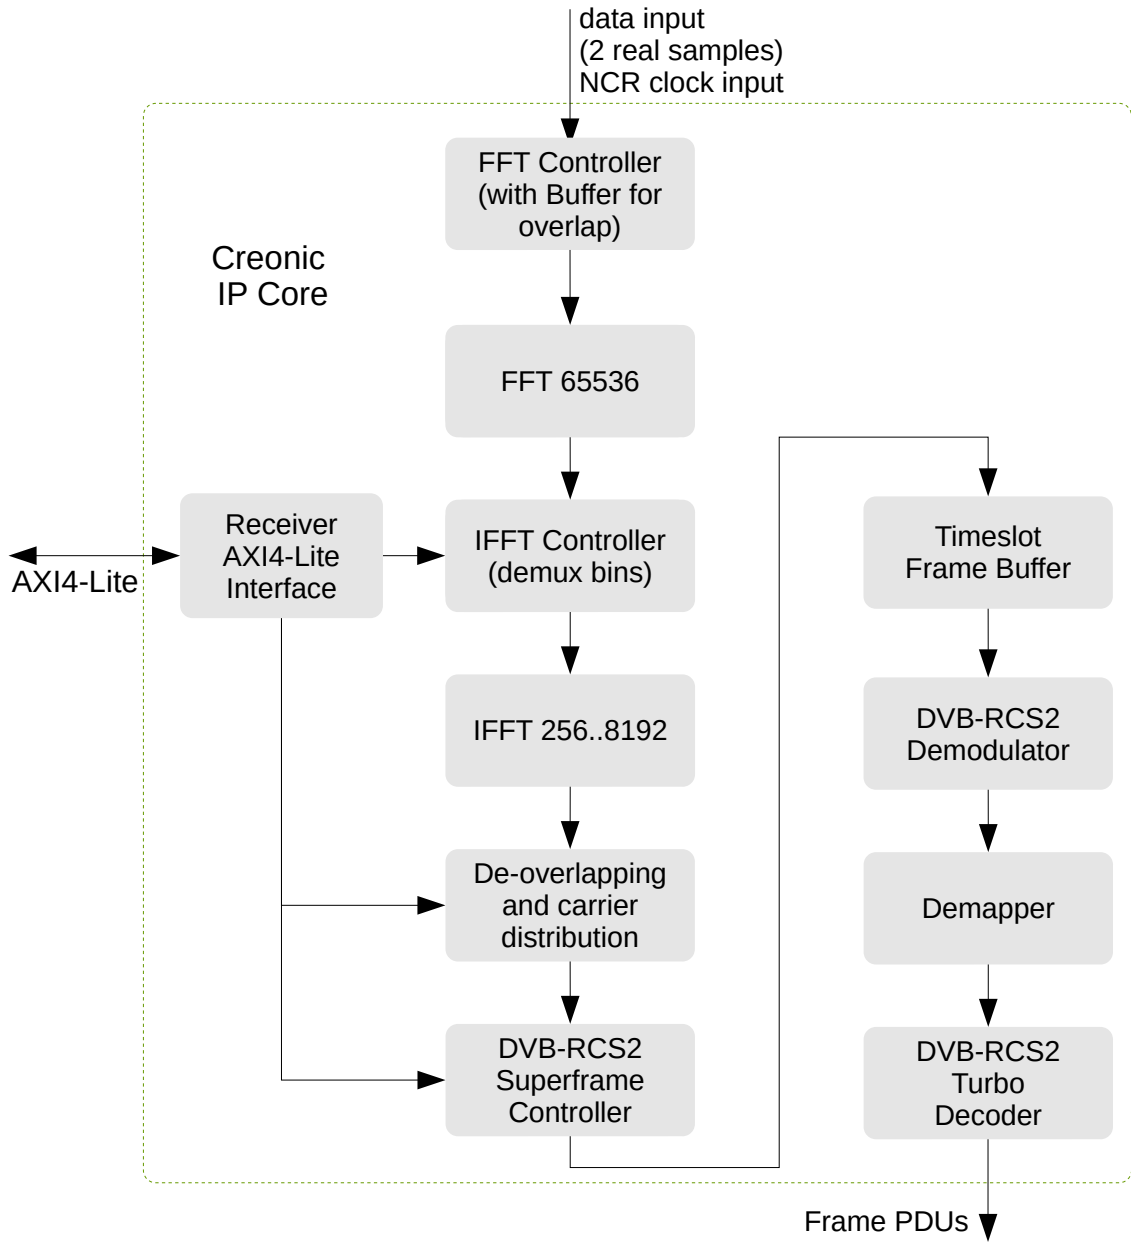 data input
(2 real samples)
NCR clock input
FFT Controller
(with Buffer for
overlap)
Creonic
IP Core
FFT 65536
Receiver
AXI4-Lite
Interface
AXI4-Lite
IFFT Controller
(demux bins)
IFFT 256..8192
De-overlapping
and carrier
distribution
DVB-RCS2
Superframe
Controller
Timeslot
Frame Buffer
DVB-RCS2
Demodulator
Demapper
DVB-RCS2
Turbo
Decoder
Frame PDUs